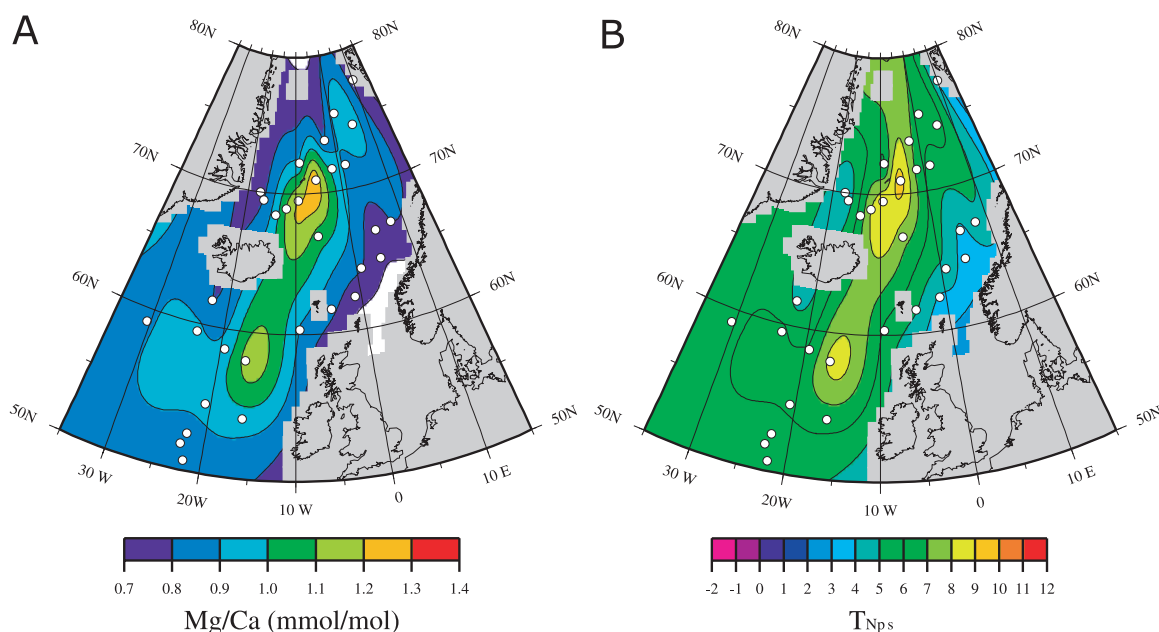 A
80N
80N
70N
70N
60N
60N
50N
50N
30 W
20W
10 W
0
10 E
0.7 0.8 0.9 1.0 1.1 1.2 1.3 1.4
Mg/Ca (mmol/mol)
B
80N
80N
70N
70N
60N
60N
50N
50N
30 W
20W
10 W
0
10 E
-2 -1 0 1 2 3 4 5 6 7 8 9 10 11 12
TNps